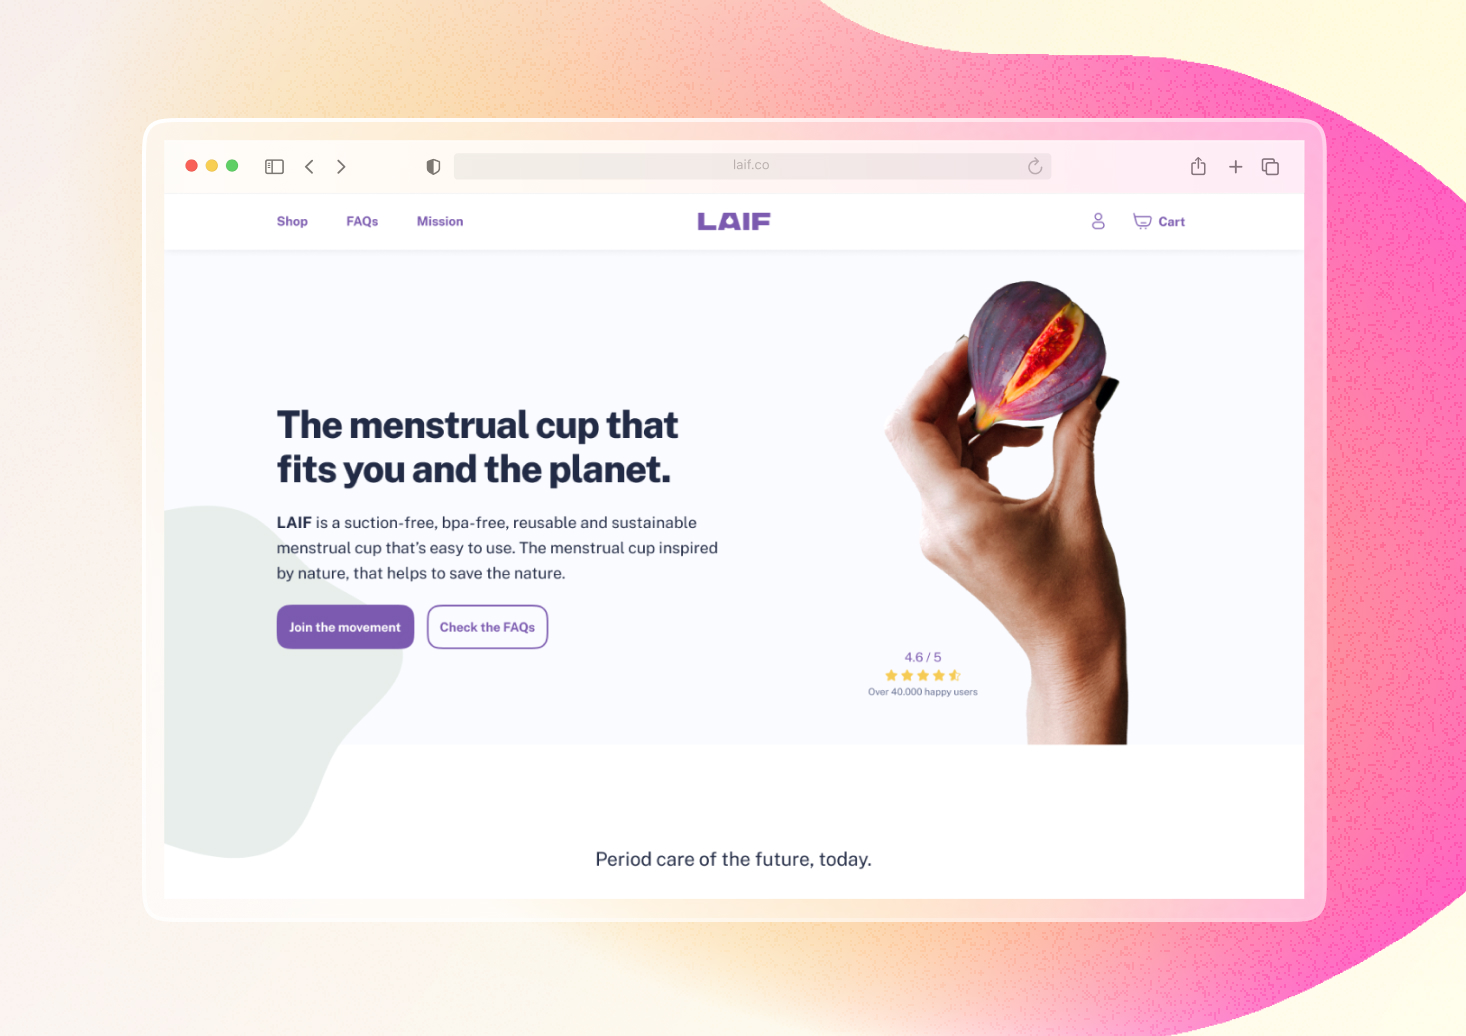 laif.co
Shop FAQs Mission LAIF Cart
The menstrual cup that
fits you and the planet.
LAIF is a suction-free, bpa-free, reusable and sustainable
menstrual cup that's easy to use. The menstrual cup inspired
by nature, that helps to save the nature.
Join the movement Check the FAQs
4.6 / 5
Over 40.000 happy users
Period care of the future, today.